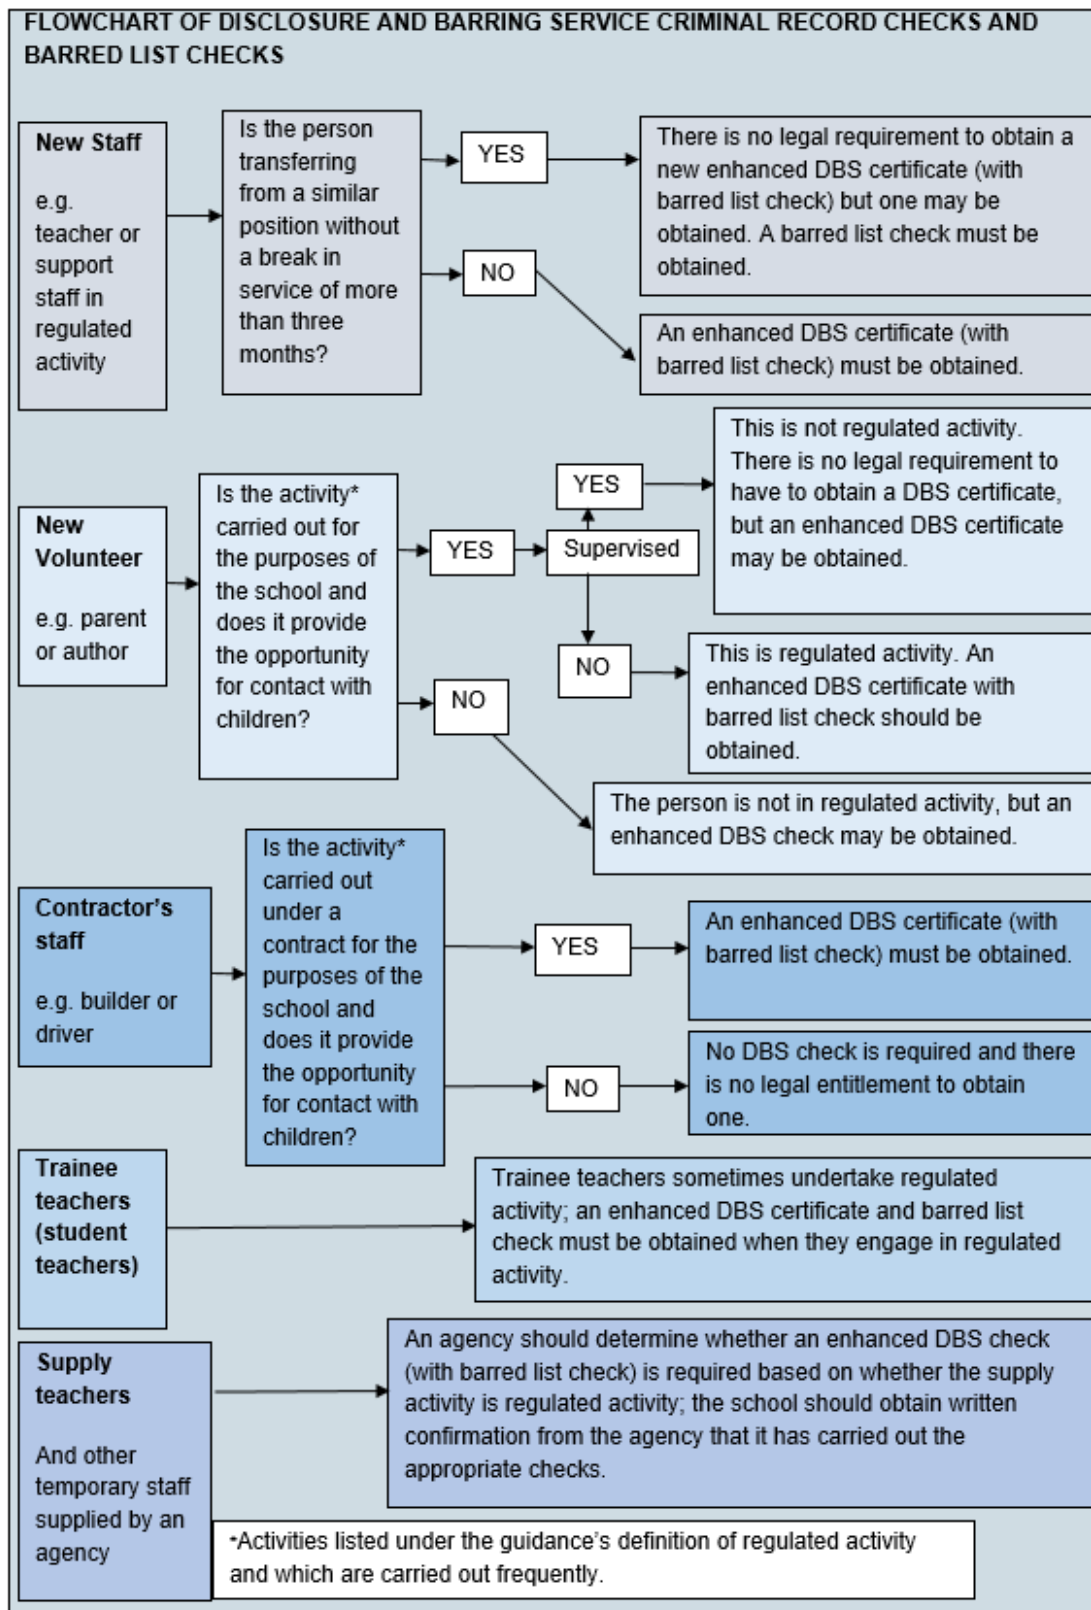 FLOWCHART OF DISCLOSURE AND BARRING SERVICE CRIMINAL RECORD CHECKS AND
BARRED LIST CHECKS
New Staff
e.g.
teacher or
support
staff in
regulated
activity
Is the person
transferring
from a similar
position without
a break in
service of more
than three
months?
YES
There is no legal requirement to obtain a
new enhanced DBS certificate (with
barred list check) but one may be
obtained. A barred list check must be
obtained.
NO
An enhanced DBS certificate (with
barred list check) must be obtained.
New
Volunteer
e.g. parent
or author
Is the activity*
carried out for
the purposes of
the school and
does it provide
the opportunity
for contact with
children?
YES
Supervised
YES
This is not regulated activity.
There is no legal requirement to
have to obtain a DBS certificate,
but an enhanced DBS certificate
may be obtained.
NO
This is regulated activity. An
enhanced DBS certificate with
barred list check should be
obtained.
NO
The person is not in regulated activity, but an
enhanced DBS check may be obtained.
Contractor's
staff
e.g. builder or
driver
Is the activity*
carried out
under a
contract for the
purposes of the
school and
does it provide
the opportunity
for contact with
children?
YES
An enhanced DBS certificate (with
barred list check) must be obtained.
NO
No DBS check is required and there
is no legal entitlement to obtain
one.
Trainee
teachers
(student
teachers)
Trainee teachers sometimes undertake regulated
activity; an enhanced DBS certificate and barred list
check must be obtained when they engage in regulated
activity.
Supply
teachers
And other
temporary staff
supplied by an
agency
An agency should determine whether an enhanced DBS check
(with barred list check) is required based on whether the supply
activity is regulated activity; the school should obtain written
confirmation from the agency that it has carried out the
appropriate checks.
*Activities listed under the guidance's definition of regulated activity
and which are carried out frequently.